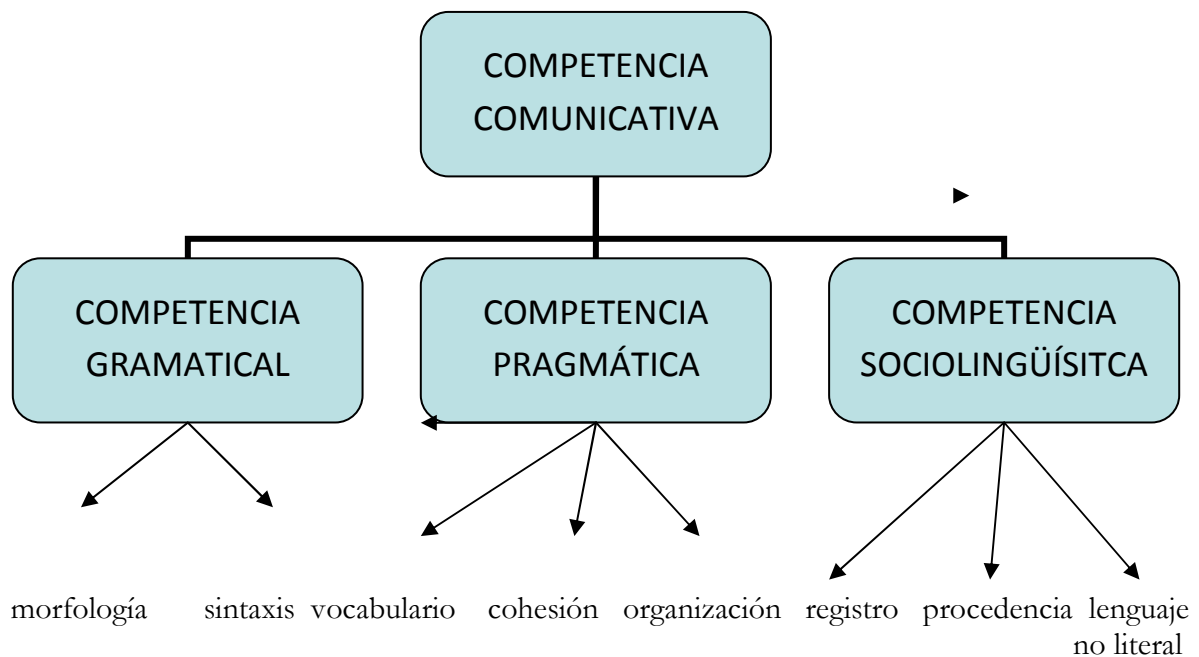 COMPETENCIA
COMUNICATIVA
COMPETENCIA
GRAMATICAL
COMPETENCIA
PRAGMÁTICA
COMPETENCIA
SOCIOLINGÜÍSITCA
morfología sintaxis vocabulario cohesión organización registro procedencia lenguaje
no literal